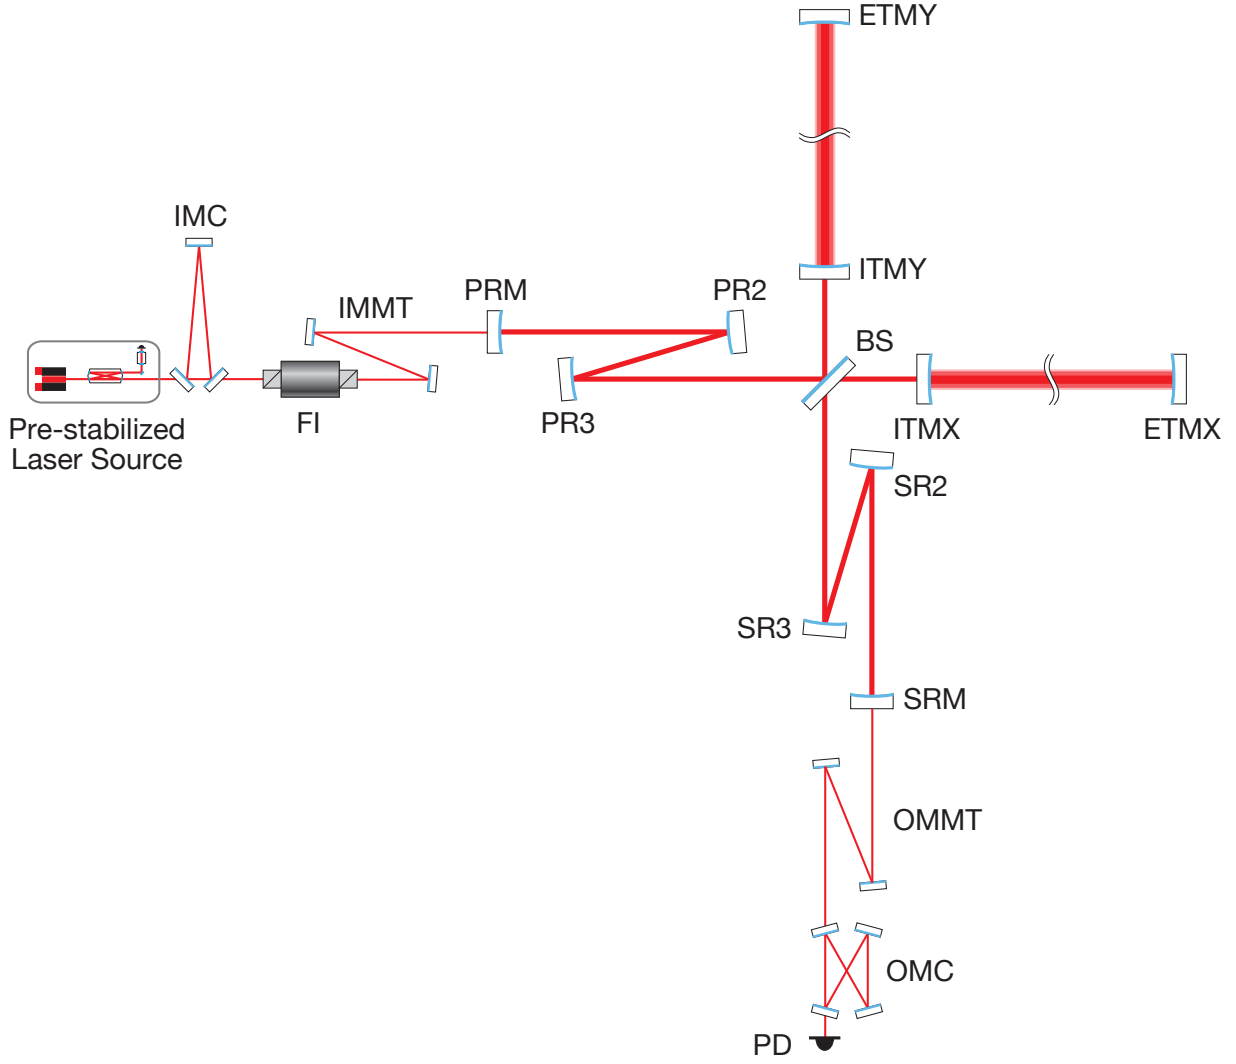 ETMY
IMC
ITMY
PRM
PR2
IMMT
BS
FI
PR3
ITMX
ETMX
Pre-stabilized
Laser Source
SR2
SR3
SRM
OMMT
OMC
PD